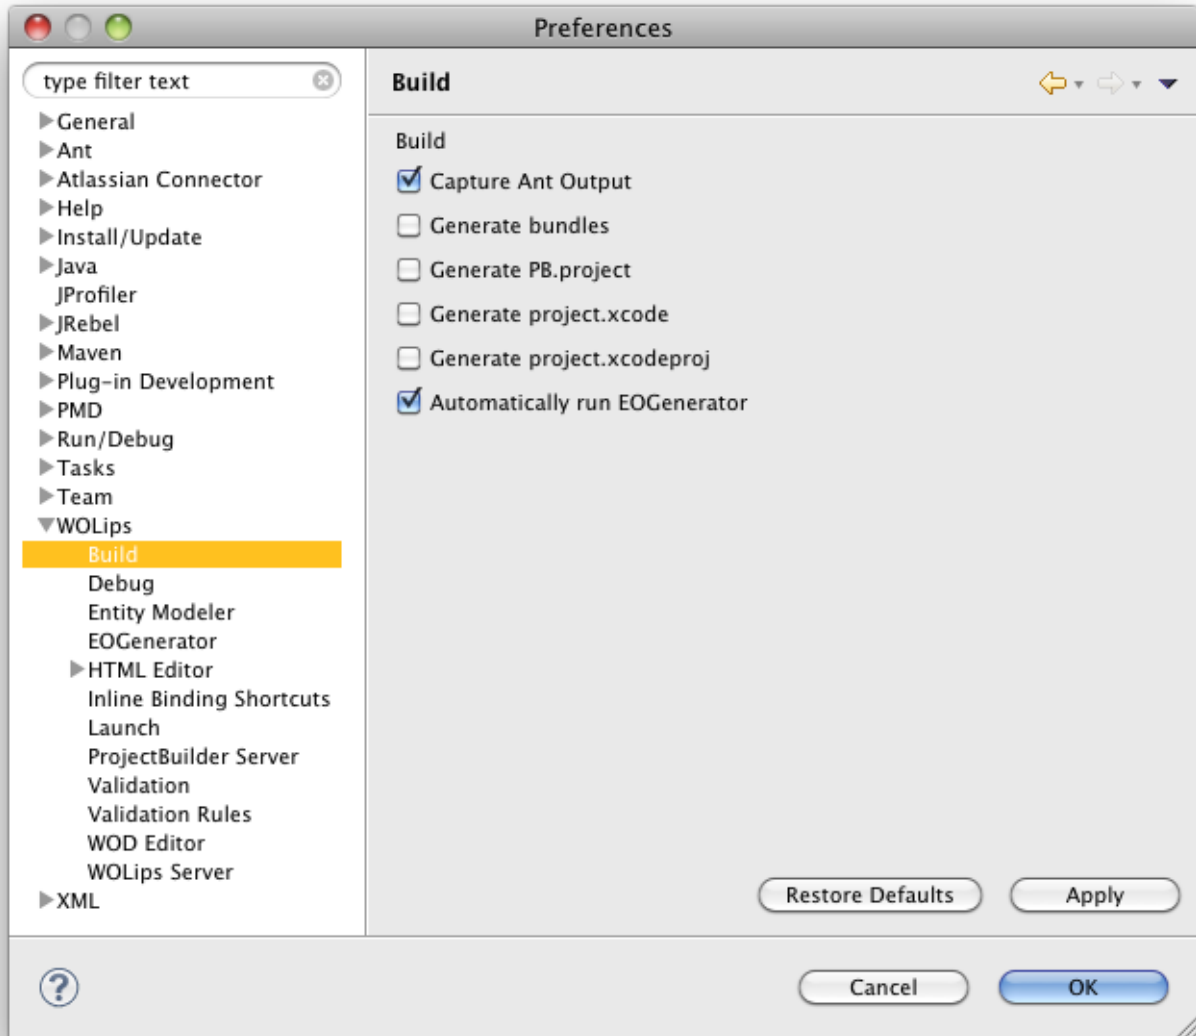 Preferences
type filter text
General
Ant
Atlassian Connector
Help
Install/Update
Java
JProfiler
JRebel
Maven
Plug-in Development
PMD
Run/Debug
Tasks
Team
WOLips
Build
Debug
Entity Modeler
EOGenerator
HTML Editor
Inline Binding Shortcuts
Launch
ProjectBuilder Server
Validation
Validation Rules
WOD Editor
WOLips Server
XML
Build
Build
Capture Ant Output
Generate bundles
Generate PB.project
Generate project.xcode
Generate project.xcodeproj
Automatically run EOGenerator
Restore Defaults
Apply
?
Cancel
OK